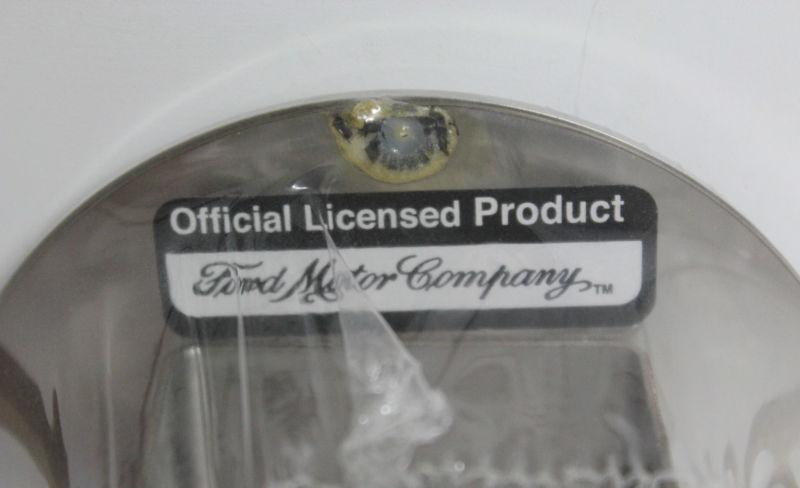 Official Licensed Product
Ford Motor Company™